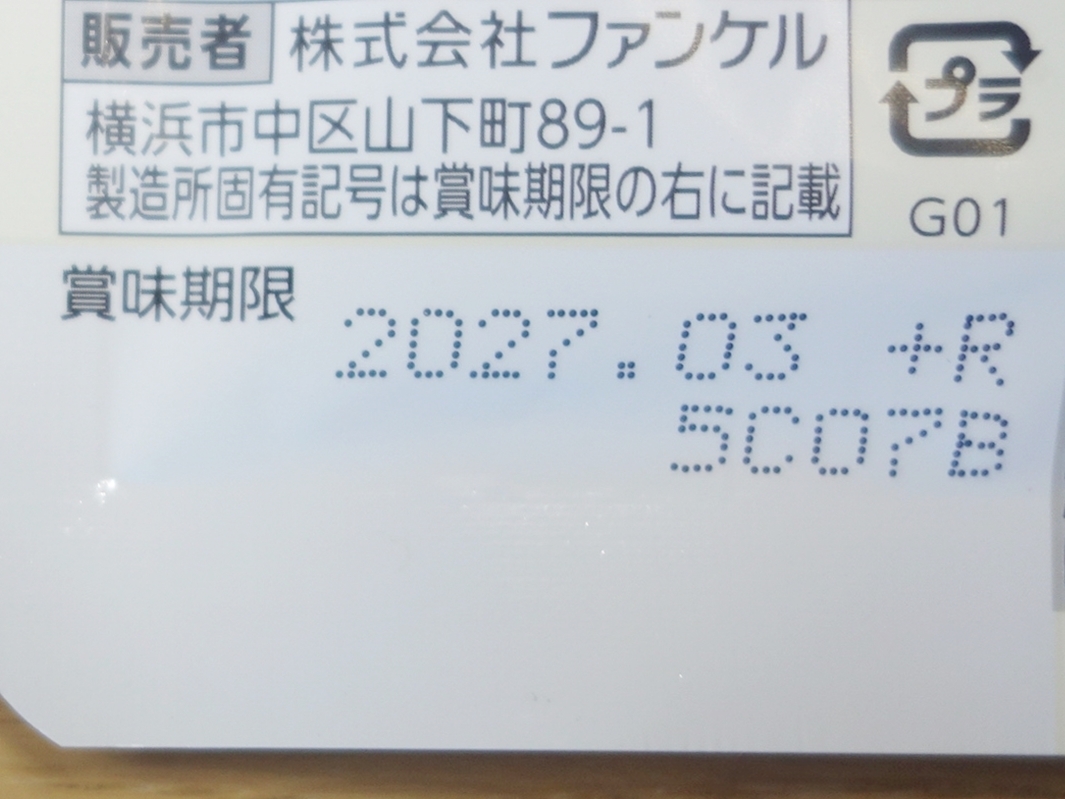 販売者 株式会社ファンケル
横浜市中区山下町89-1
製造所固有記号は賞味期限の右に記載
プラ
G01
賞味期限 2027.03 +R
5C07B